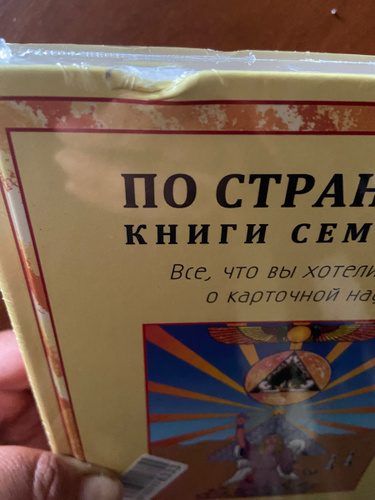 ПО СТРАН
КНИГИ СЕМ
Все, что вы хотели
о карточной на